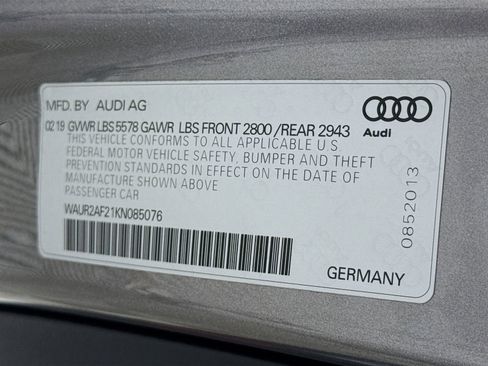 MFD. BY AUDI AG
02 19 GVWR LBS 5578 GAWR LBS FRONT 2800 /REAR 2943
THIS VEHICLE CONFORMS TO ALL APPLICABLE U S
FEDERAL MOTOR VEHICLE SAFETY, BUMPER AND THEFT
PREVENTION STANDARDS IN EFFECT ON THE DATE OF
MANUFACTURE SHOWN ABOVE
PASSENGER CAR
WAUR2AF21KN085076
Audi
0852013
GERMANY